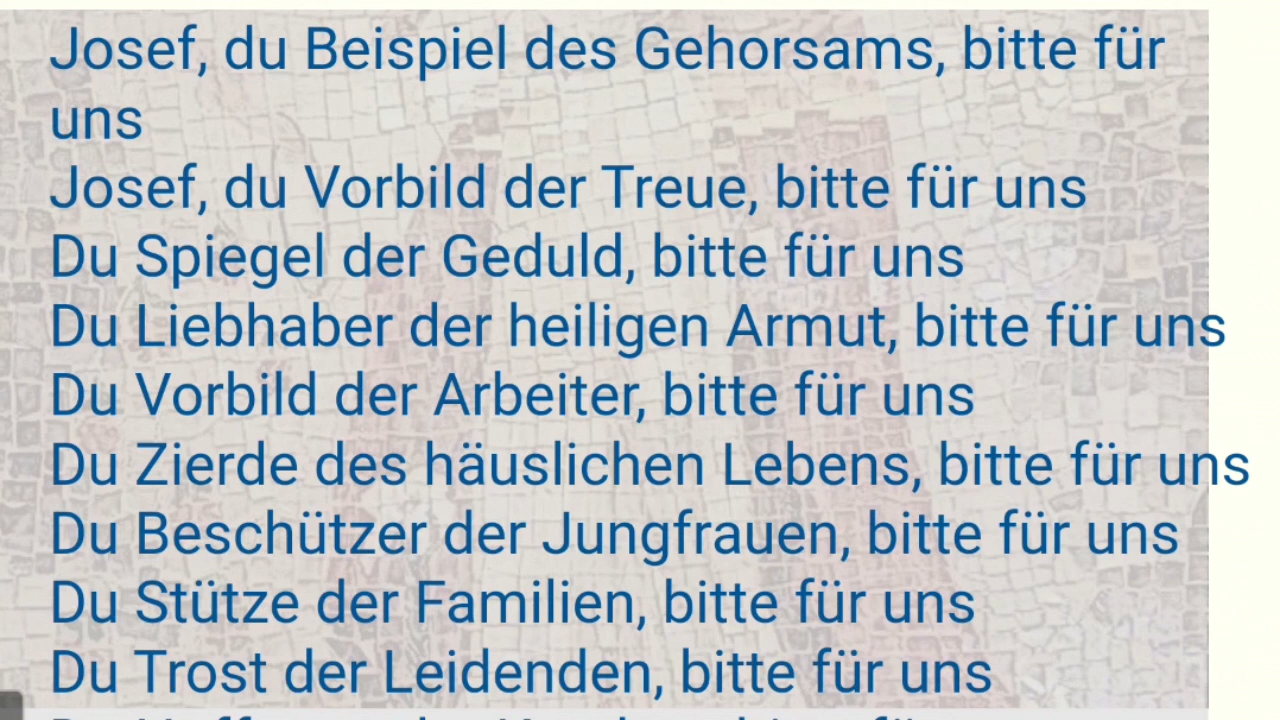 Josef, du Beispiel des Gehorsams, bitte für
uns
Josef, du Vorbild der Treue, bitte für uns
Du Spiegel der Geduld, bitte für uns
Du Liebhaber der heiligen Armut, bitte für uns
Du Vorbild der Arbeiter, bitte für uns
Du Zierde des häuslichen Lebens, bitte für uns
Du Beschützer der Jungfrauen, bitte für uns
Du Stütze der Familien, bitte für uns
Du Trost der Leidenden, bitte für uns